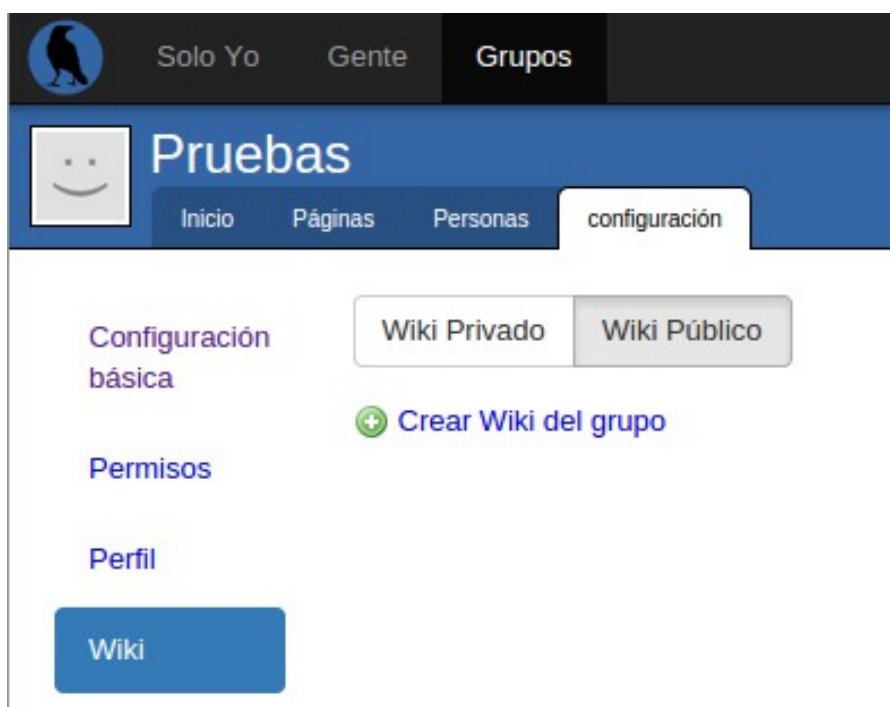 Solo Yo Gente Grupos
Pruebas
Inicio Páginas Personas configuración
Configuración
básica
Permisos
Perfil
Wiki
Wiki Privado Wiki Público
Crear Wiki del grupo